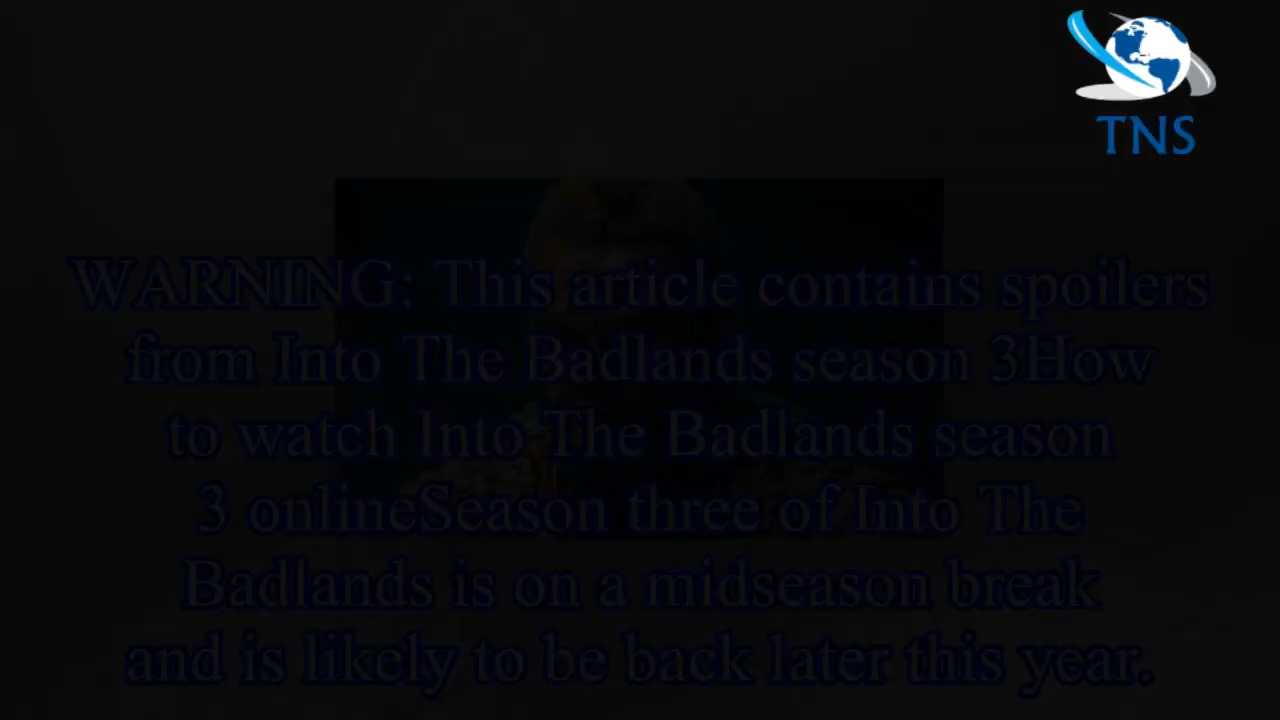 TNS
WARNING: This article contains spoilers
from Into The Badlands season 3How
to watch Into The Badlands season
3 onlineSeason three of Into The
Badlands is on a midseason break
and is likely to be back later this year.